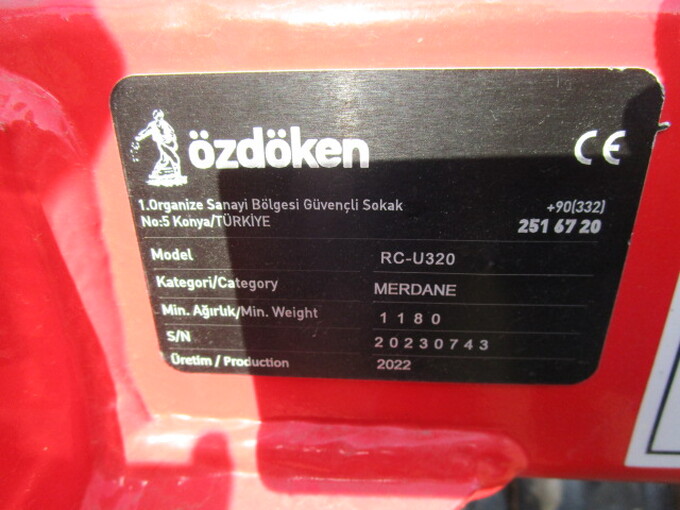 özdöken
CE
1.Organize Sanayi Bölgesi Güvençli Sokak
No:5 Konya/TÜRKİYE
+90(332)
251 67 20
Model RC-U320
Kategori/Category MERDANE
Min. Ağırlık/Min. Weight 1180
S/N 20230743
Üretim / Production 2022